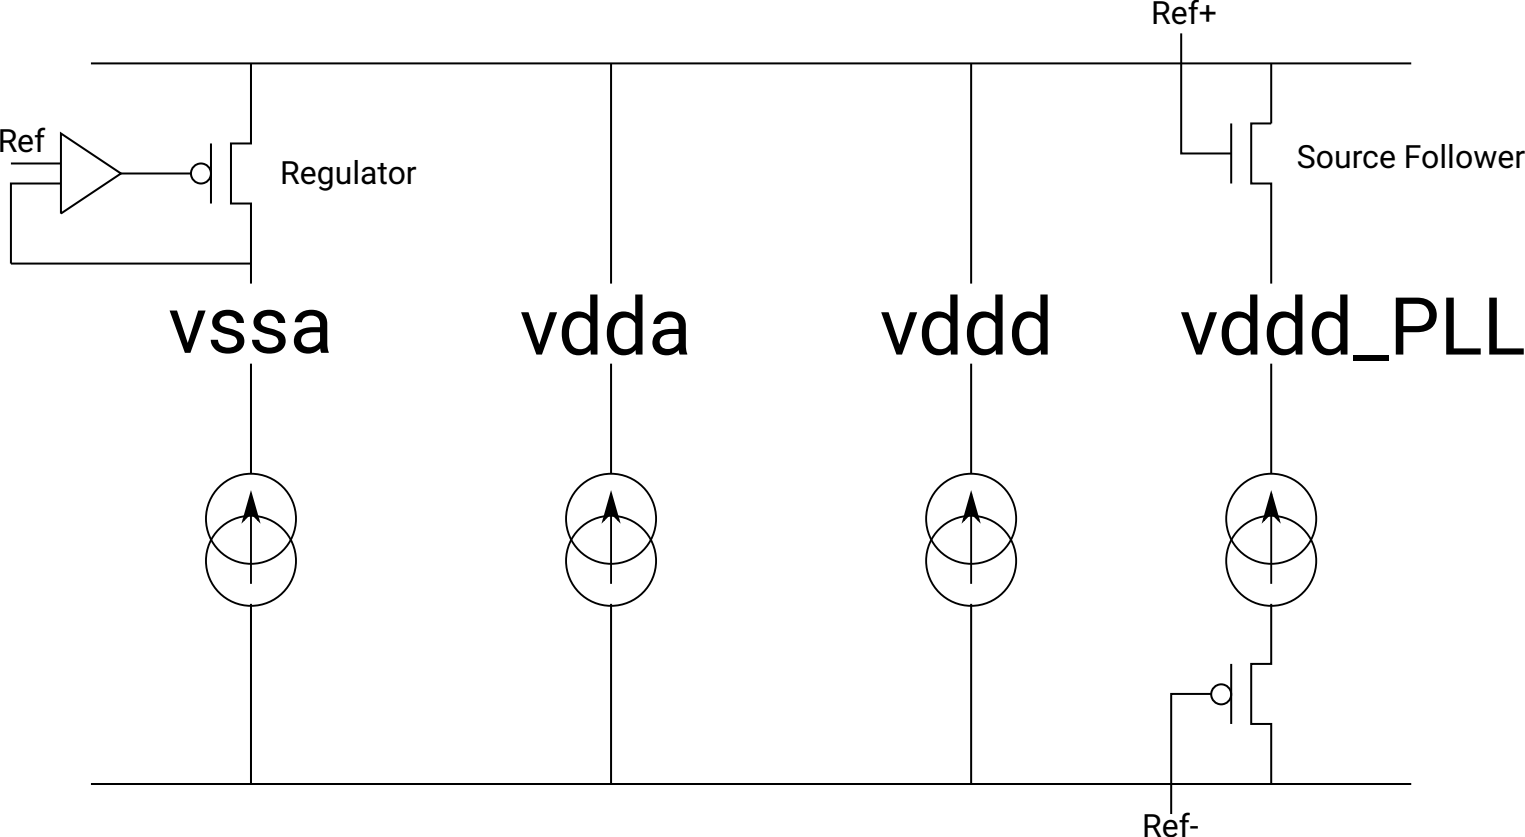 Ref+
Ref
Regulator
Source Follower
vssa
vdda
vddd
vddd_PLL
Ref-